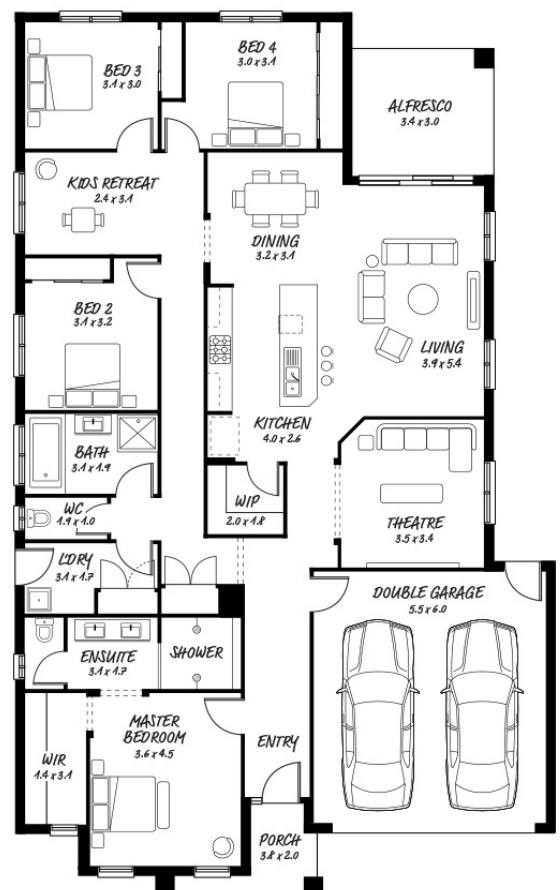 BED 3
3.1 x 3.0
BED 4
3.0 x 3.1
ALFRESCO
3.4 x 3.0
KIDS RETREAT
2.4 x 3.1
DINING
3.2 x 3.1
BED 2
3.1 x 3.2
LIVING
3.9 x 5.4
KITCHEN
4.0 x 2.6
BATH
3.1 x 1.9
WIP
2.0 x 1.8
THEATRE
3.5 x 3.4
WC
1.9 x 1.0
L'DRY
3.1 x 1.7
DOUBLE GARAGE
5.5 x 6.0
ENSUITE
3.1 x 1.7
SHOWER
MASTER
BEDROOM
3.6 x 4.5
ENTRY
WIR
1.4 x 3.1
PORCH
3.8 x 2.0